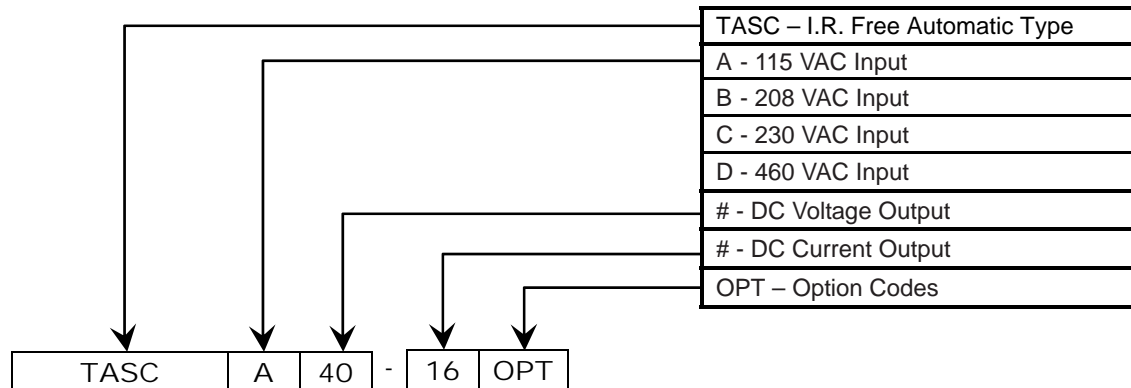 TASC – I.R. Free Automatic Type
A - 115 VAC Input
B - 208 VAC Input
C - 230 VAC Input
D - 460 VAC Input
# - DC Voltage Output
# - DC Current Output
OPT – Option Codes
TASC A 40 - 16 OPT